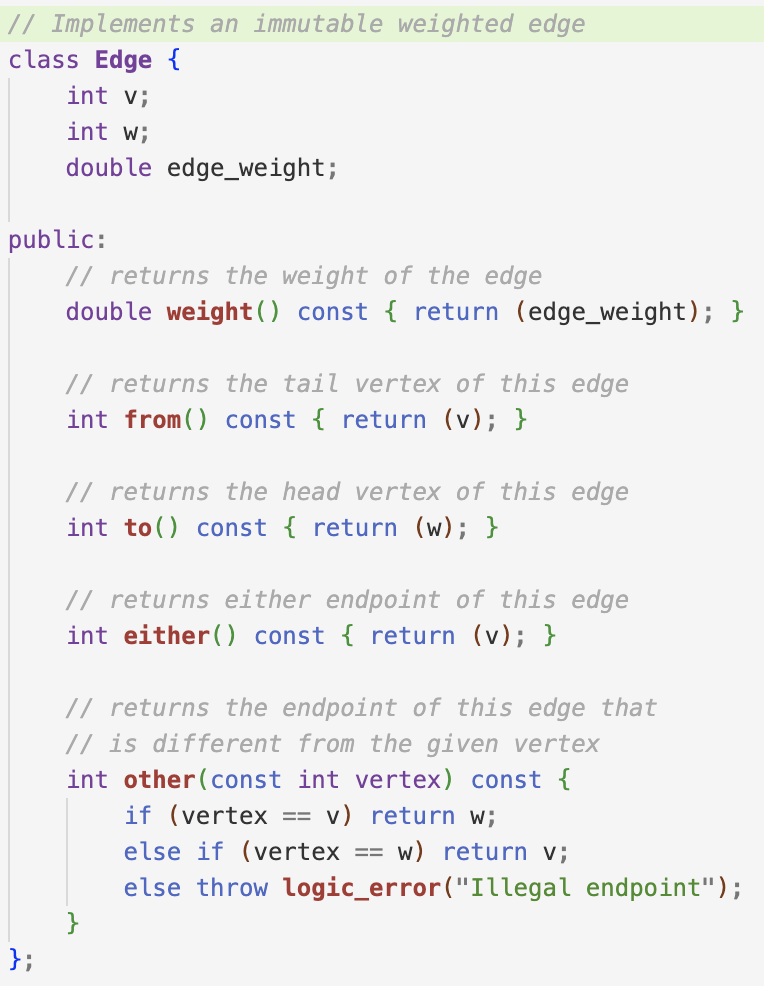 // Implements an immutable weighted edge
class Edge {
    int v;
    int w;
    double edge_weight;

public:
    // returns the weight of the edge
    double weight() const { return (edge_weight); }

    // returns the tail vertex of this edge
    int from() const { return (v); }

    // returns the head vertex of this edge
    int to() const { return (w); }

    // returns either endpoint of this edge
    int either() const { return (v); }

    // returns the endpoint of this edge that
    // is different from the given vertex
    int other(const int vertex) const {
        if (vertex == v) return w;
        else if (vertex == w) return v;
        else throw logic_error("Illegal endpoint");
    }
};